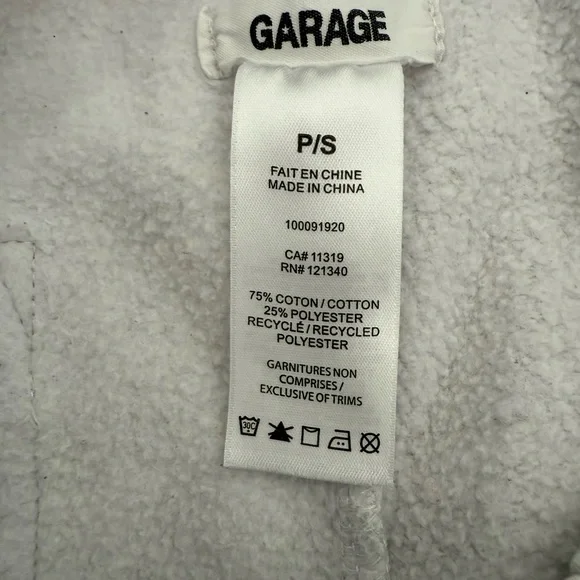 GARAGE
P/S
FAIT EN CHINE
MADE IN CHINA
100091920
CA# 11319
RN# 121340
75% COTON / COTTON
25% POLYESTER
RECYCLÉ / RECYCLED
POLYESTER
GARNITURES NON
COMPRISES /
EXCLUSIVE OF TRIMS
30C